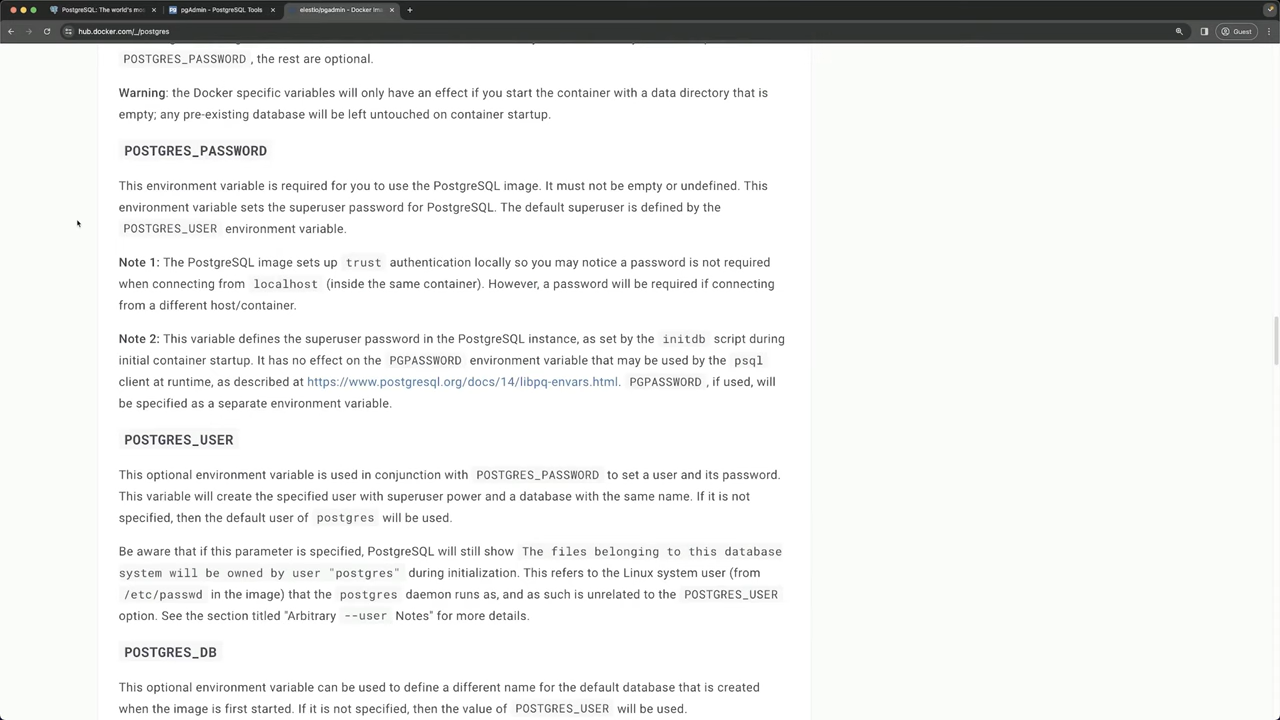 PostgreSQL: The world's mos
pgAdmin - PostgreSQL Tools
elestio/pgadmin - Docker Ima
hub.docker.com/_/postgres
Guest
POSTGRES_PASSWORD , the rest are optional.
Warning: the Docker specific variables will only have an effect if you start the container with a data directory that is
empty; any pre-existing database will be left untouched on container startup.
POSTGRES_PASSWORD
This environment variable is required for you to use the PostgreSQL image. It must not be empty or undefined. This
environment variable sets the superuser password for PostgreSQL. The default superuser is defined by the
POSTGRES_USER environment variable.
Note 1: The PostgreSQL image sets up trust authentication locally so you may notice a password is not required
when connecting from localhost (inside the same container). However, a password will be required if connecting
from a different host/container.
Note 2: This variable defines the superuser password in the PostgreSQL instance, as set by the initdb script during
initial container startup. It has no effect on the PGPASSWORD environment variable that may be used by the psql
client at runtime, as described at https://www.postgresql.org/docs/14/libpq-envars.html. PGPASSWORD , if used, will
be specified as a separate environment variable.
POSTGRES_USER
This optional environment variable is used in conjunction with POSTGRES_PASSWORD to set a user and its password.
This variable will create the specified user with superuser power and a database with the same name. If it is not
specified, then the default user of postgres will be used.
Be aware that if this parameter is specified, PostgreSQL will still show The files belonging to this database
system will be owned by user "postgres" during initialization. This refers to the Linux system user (from
/etc/passwd in the image) that the postgres daemon runs as, and as such is unrelated to the POSTGRES_USER
option. See the section titled "Arbitrary --user Notes" for more details.
POSTGRES_DB
This optional environment variable can be used to define a different name for the default database that is created
when the image is first started. If it is not specified, then the value of POSTGRES_USER will be used.